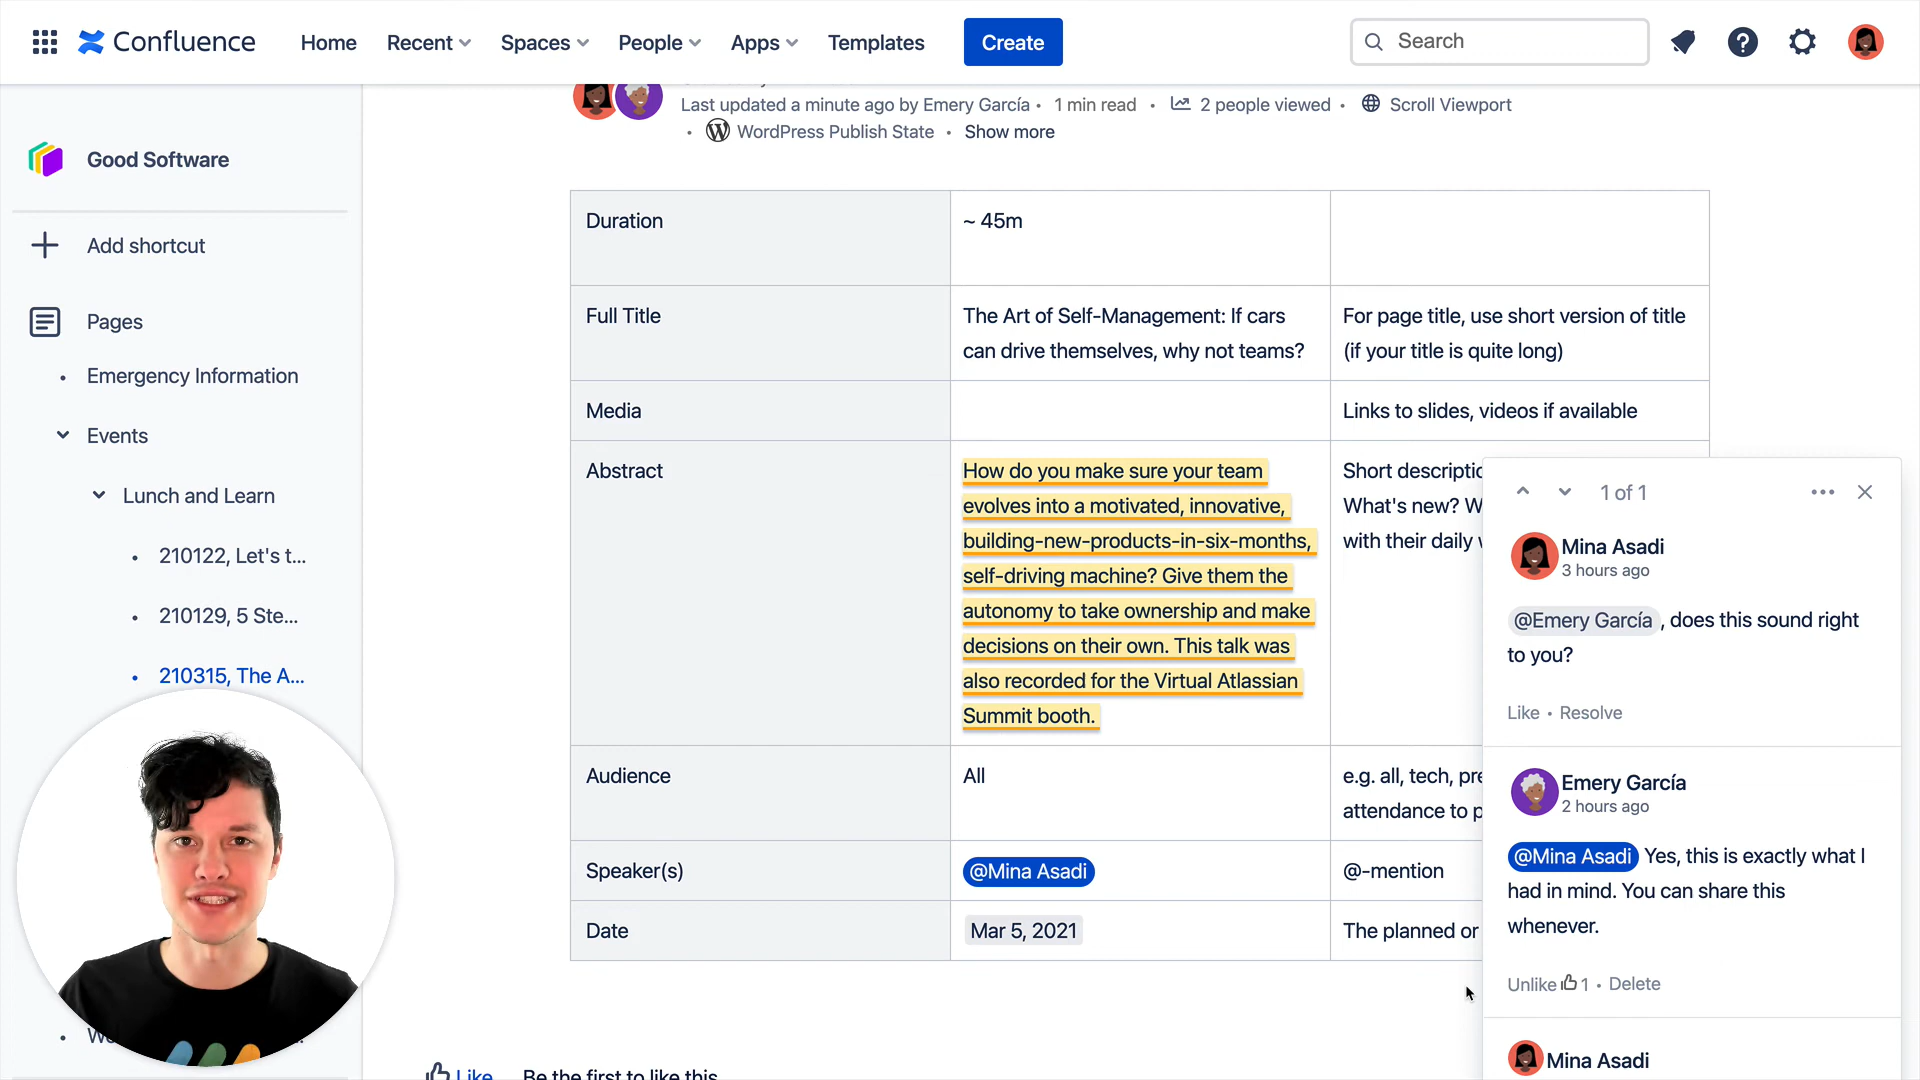 Confluence
Home
Recent
Spaces
People
Apps
Templates
Create
Search
Last updated a minute ago by Emery García • 1 min read • 2 people viewed • Scroll Viewport
• WordPress Publish State • Show more
Good Software
Add shortcut
Pages
• Emergency Information
Events
Lunch and Learn
• 210122, Let's t...
• 210129, 5 Ste...
• 210315, The A...
Duration
~ 45m
Full Title
The Art of Self-Management: If cars
can drive themselves, why not teams?
For page title, use short version of title
(if your title is quite long)
Media
Links to slides, videos if available
Abstract
How do you make sure your team
evolves into a motivated, innovative,
building-new-products-in-six-months,
self-driving machine? Give them the
autonomy to take ownership and make
decisions on their own. This talk was
also recorded for the Virtual Atlassian
Summit booth.
Short descriptio
What's new? W
with their daily
Audience
All
e.g. all, tech, pre
attendance to p
Speaker(s)
@Mina Asadi
@-mention
Date
Mar 5, 2021
The planned or
1 of 1
Mina Asadi
3 hours ago
@Emery García , does this sound right
to you?
Like • Resolve
Emery García
2 hours ago
@Mina Asadi Yes, this is exactly what I
had in mind. You can share this
whenever.
Unlike 1 • Delete
Mina Asadi
Like
Be the first to like this